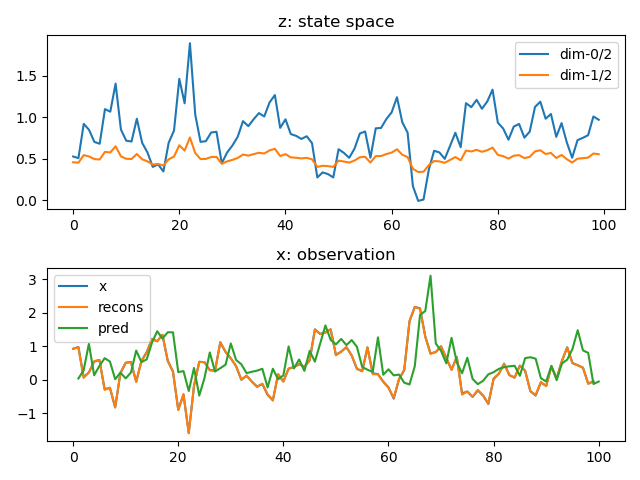 z: state space
dim-0/2
dim-1/2
1.5
1.0
0.5
0.0
0 20 40 60 80 100
x: observation
x
recons
pred
3
2
1
0
−1
0 20 40 60 80 100